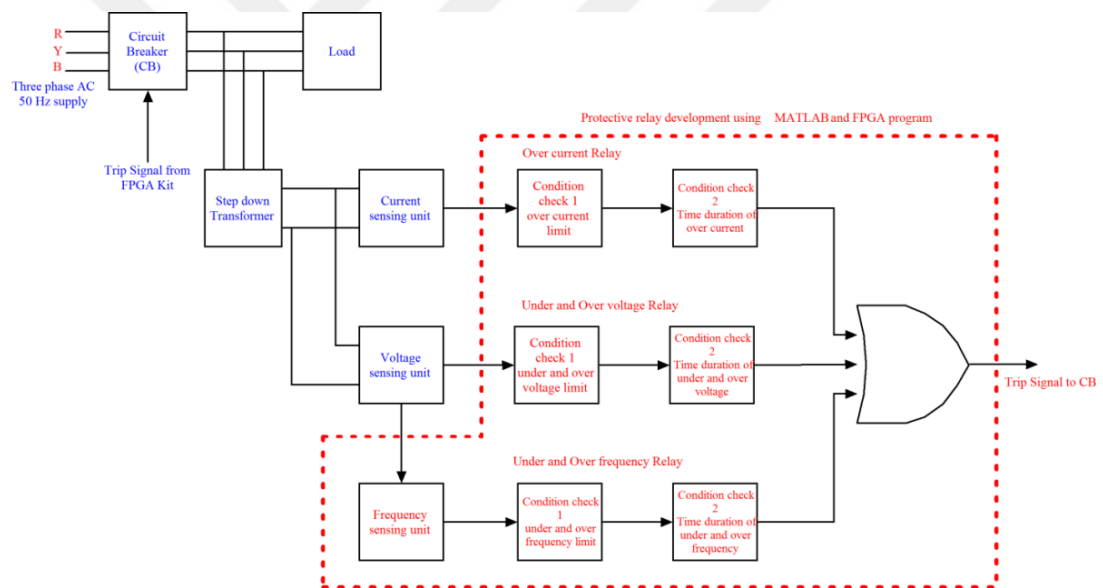 R
Y
B
Three phase AC
50 Hz supply
Circuit
Breaker
(CB)
Load
Trip Signal from
FPGA Kit
Step down
Transformer
Current
sensing unit
Protective relay development using MATLAB and FPGA program
Over current Relay
Condition
check 1
over current
limit
Condition check
2
Time duration of
over current
Under and Over voltage Relay
Voltage
sensing unit
Condition
check 1
under and over
voltage limit
Condition check
2
Time duration of
under and over
voltage
Trip Signal to CB
Under and Over frequency Relay
Frequency
sensing unit
Condition check
1
under and over
frequency limit
Condition check
2
Time duration of
under and over
frequency